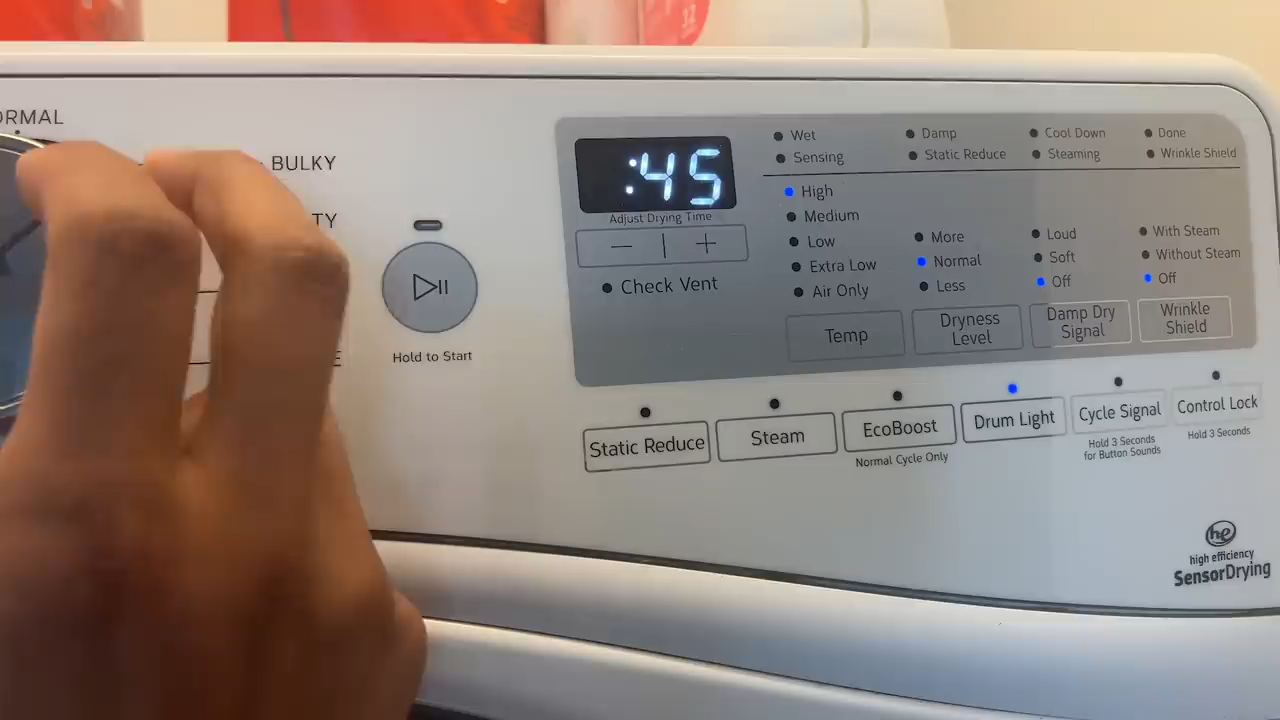 ORMAL
BULKY
TY
E
Hold to Start
:45
Adjust Drying Time
− | +
Check Vent
Wet
Damp
Cool Down
Done
Sensing
Static Reduce
Steaming
Wrinkle Shield
High
Medium
Low
Extra Low
Air Only
More
Normal
Less
Loud
Soft
Off
With Steam
Without Steam
Off
Temp
Dryness
Level
Damp Dry
Signal
Wrinkle
Shield
Static Reduce
Steam
EcoBoost
Normal Cycle Only
Drum Light
Cycle Signal
Hold 3 Seconds
for Button Sounds
Control Lock
Hold 3 Seconds
he
high efficiency
SensorDrying
12